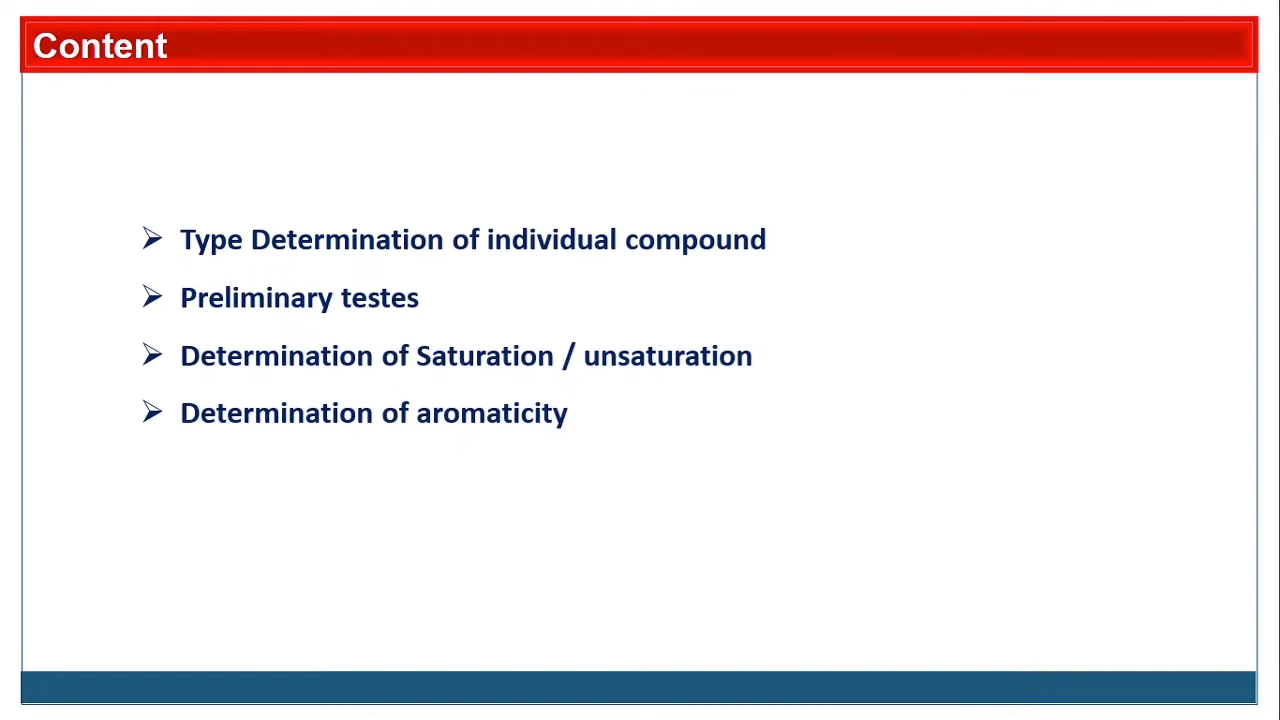 Content
➢ Type Determination of individual compound
➢ Preliminary testes
➢ Determination of Saturation / unsaturation
➢ Determination of aromaticity